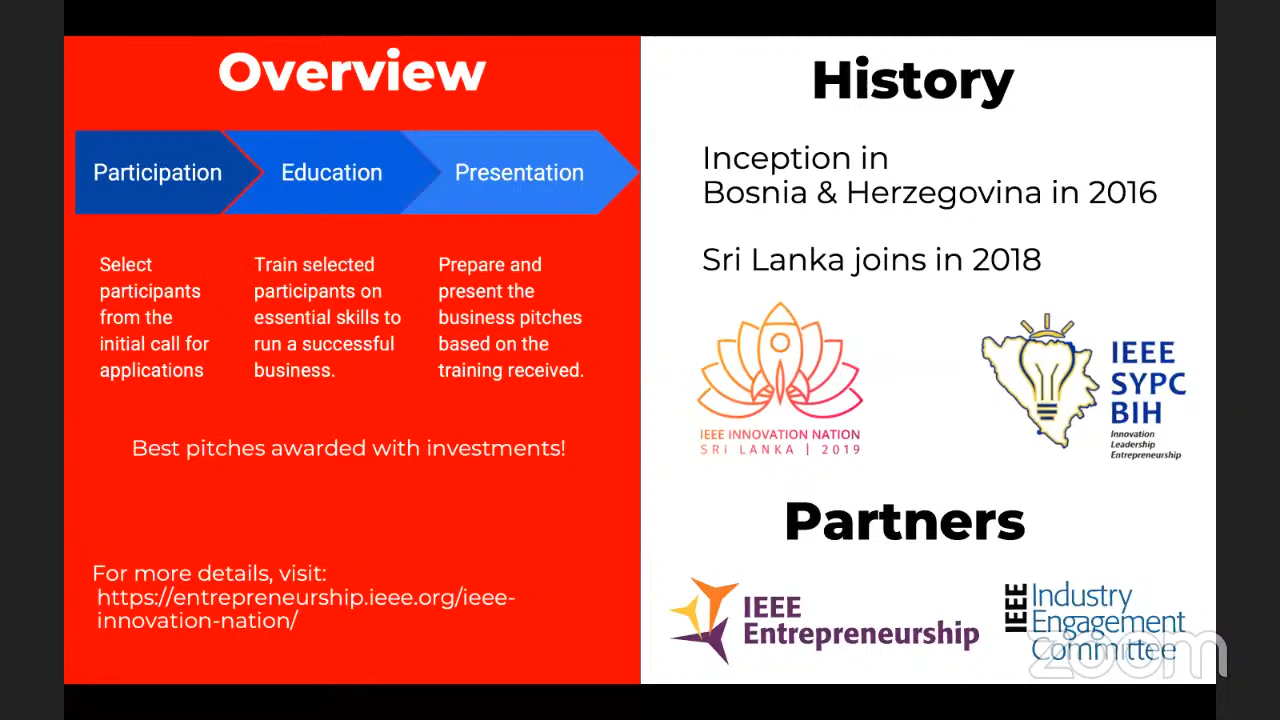 Overview
Participation
Education
Presentation
Select
participants
from the
initial call for
applications
Train selected
participants on
essential skills to
run a successful
business.
Prepare and
present the
business pitches
based on the
training received.
Best pitches awarded with investments!
For more details, visit:
https://entrepreneurship.ieee.org/ieee-
innovation-nation/
History
Inception in
Bosnia & Herzegovina in 2016
Sri Lanka joins in 2018
IEEE INNOVATION NATION
SRI LANKA | 2019
IEEE
SYPC
BIH
Innovation
Leadership
Entrepreneurship
Partners
IEEE
Entrepreneurship
IEEE
Industry
Engagement
Committee
zoom